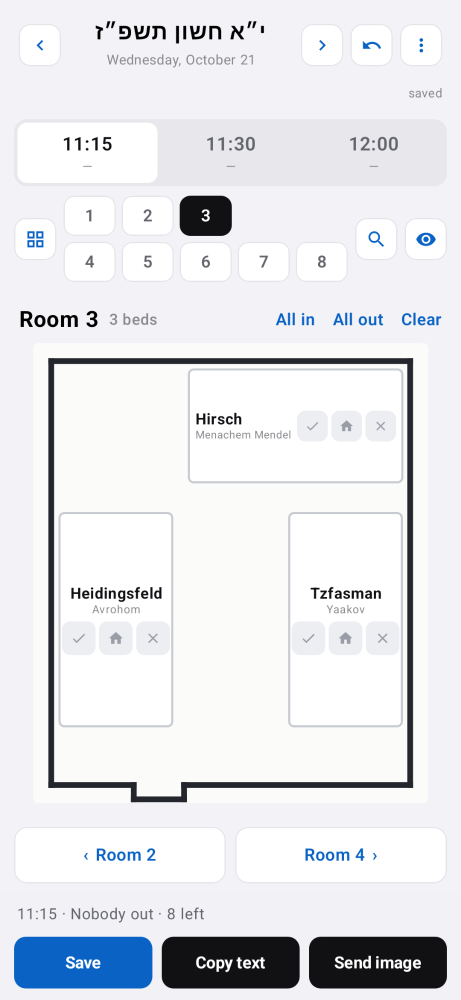 י״א חשון תשפ״ז
Wednesday, October 21
saved
11:15 11:30 12:00
— — —
1 2 3
4 5 6 7 8
Room 3 3 beds All in All out Clear
Hirsch
Menachem Mendel
Heidingsfeld
Avrohom
Tzfasman
Yaakov
‹ Room 2 Room 4 ›
11:15 · Nobody out · 8 left
Save Copy text Send image